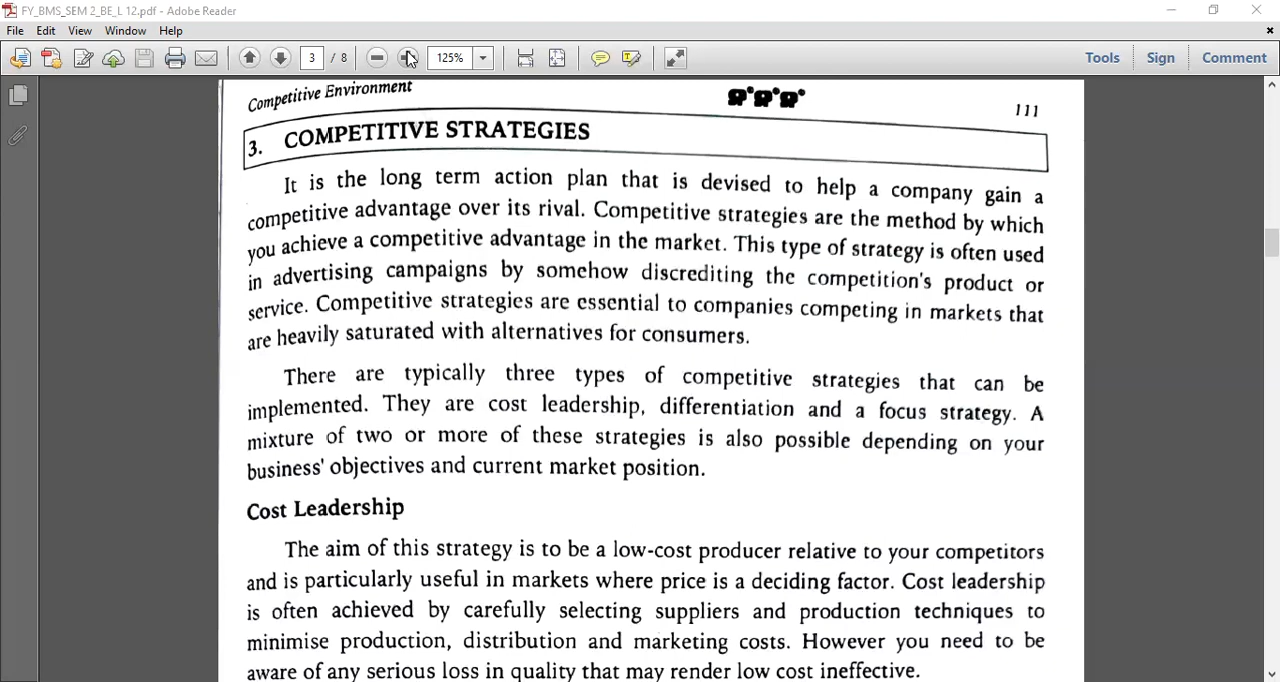 FY_BMS_SEM 2_BE_L 12.pdf - Adobe Reader
File Edit View Window Help
3 / 8 125% Tools Sign Comment
Competitive Environment
111
3. COMPETITIVE STRATEGIES
It is the long term action plan that is devised to help a company gain a
competitive advantage over its rival. Competitive strategies are the method by which
you achieve a competitive advantage in the market. This type of strategy is often used
in advertising campaigns by somehow discrediting the competition's product or
service. Competitive strategies are essential to companies competing in markets that
are heavily saturated with alternatives for consumers.
There are typically three types of competitive strategies that can be
implemented. They are cost leadership, differentiation and a focus strategy. A
mixture of two or more of these strategies is also possible depending on your
business' objectives and current market position.
Cost Leadership
The aim of this strategy is to be a low-cost producer relative to your competitors
and is particularly useful in markets where price is a deciding factor. Cost leadership
is often achieved by carefully selecting suppliers and production techniques to
minimise production, distribution and marketing costs. However you need to be
aware of any serious loss in quality that may render low cost ineffective.